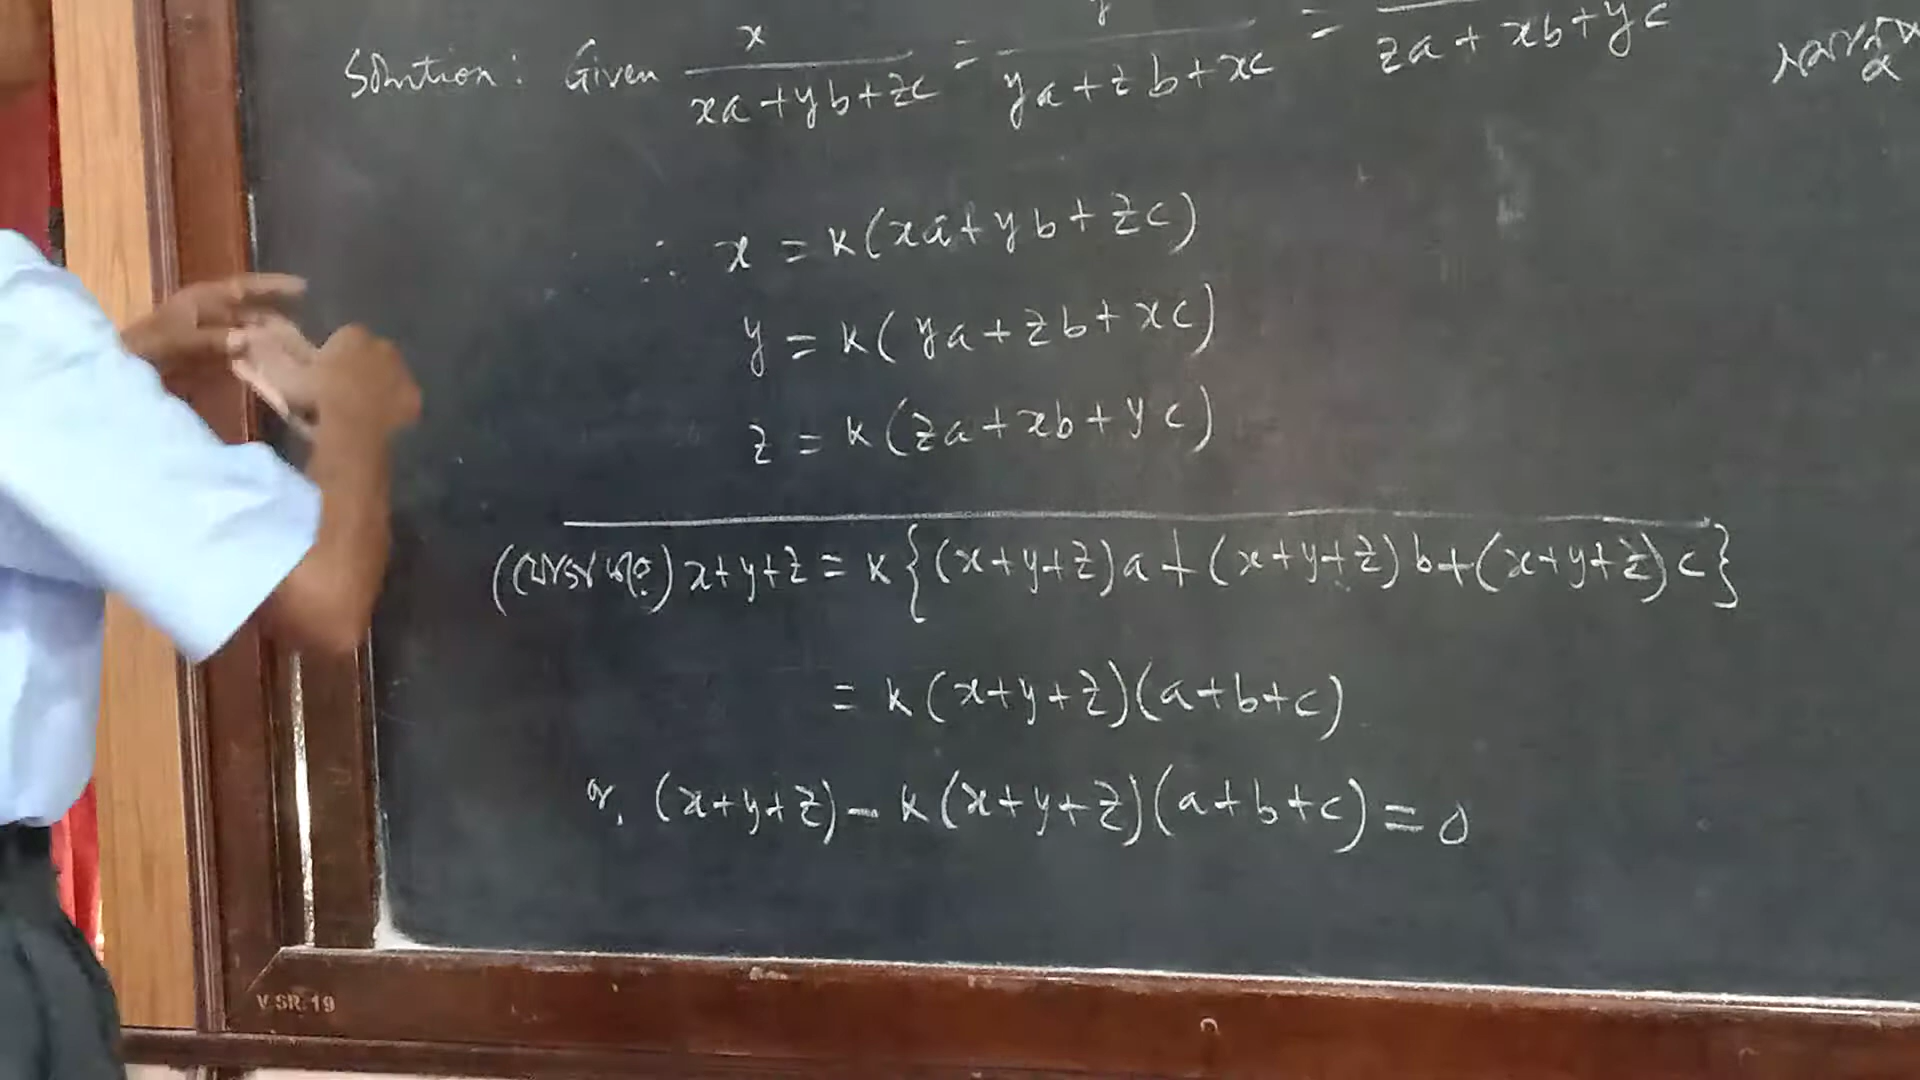 Solution: Given x/(xa+yb+zc) = y/(ya+zb+xc) = /(za+xb+yc)
∴ x = k(xa+yb+zc)
y = k(ya+zb+xc)
z = k(za+xb+yc)
x+y+z = k{(x+y+z)a+(x+y+z)b+(x+y+z)c}
= k(x+y+z)(a+b+c)
or, (x+y+z)-k(x+y+z)(a+b+c)=0
V SR 19